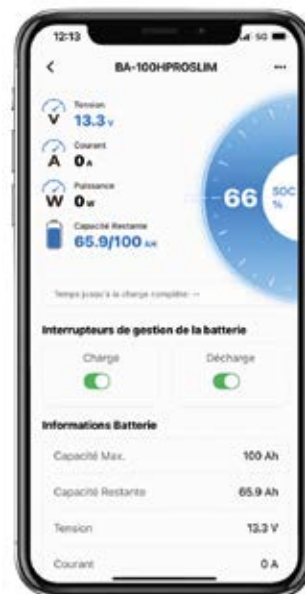 12:13
5G
BA-100HPROSLIM
Tension
V 13.3 v
Courant
A 0 A
Puissance
W 0 W
Capacité Restante
65.9/100 AH
66 SOC
%
Temps jusqu'à la charge complète: --
Interrupteurs de gestion de la batterie
Charge
Décharge
Informations Batterie
Capacité Max. 100 Ah
Capacité Restante 65.9 Ah
Tension 13.3 V
Courant 0 A